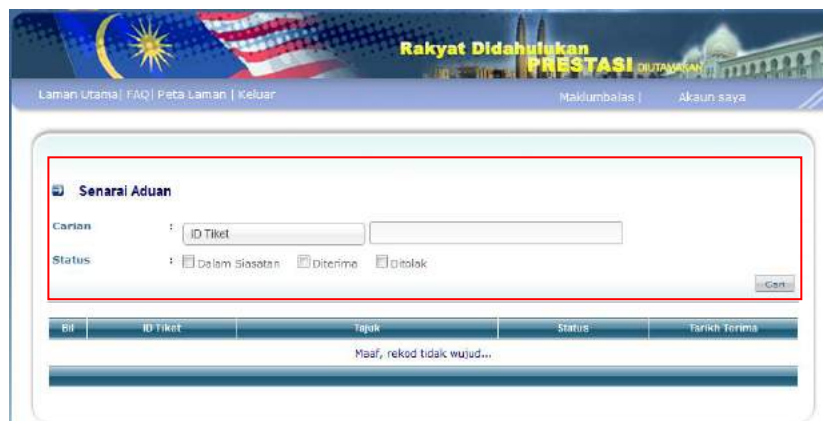 Rakyat Didahulukan
PRESTASI DIUTAMAKAN
Laman Utama| FAQ| Peta Laman | Keluar Maklumbalas | Akaun saya
Senarai Aduan
Carian : ID Tiket
Status : Dalam Siasatan Diterima Ditolak
Cari
Bil ID Tiket Tajuk Status Tarikh Terima
Maaf, rekod tidak wujud...